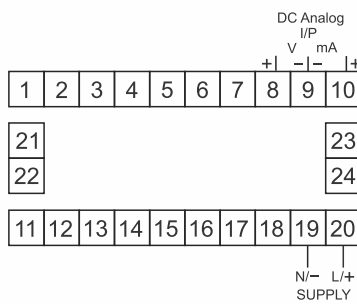 DC Analog
I/P
V mA
+ − − +
1 2 3 4 5 6 7 8 9 10
21 23
22 24
11 12 13 14 15 16 17 18 19 20
N/− L/+
SUPPLY